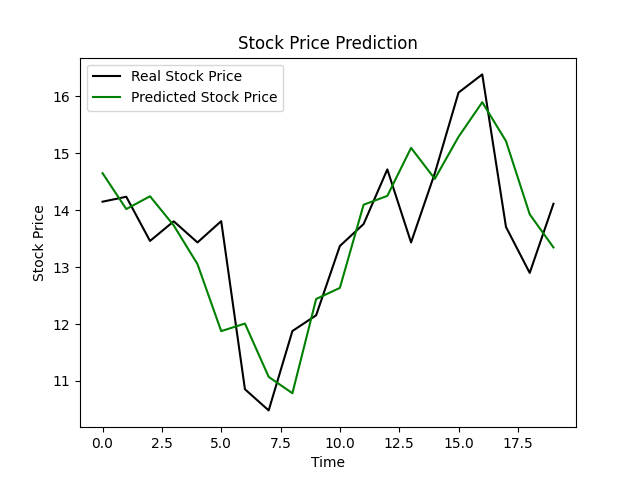 Stock Price Prediction
Real Stock Price
Predicted Stock Price
Stock Price
16
15
14
13
12
11
0.0 2.5 5.0 7.5 10.0 12.5 15.0 17.5
Time